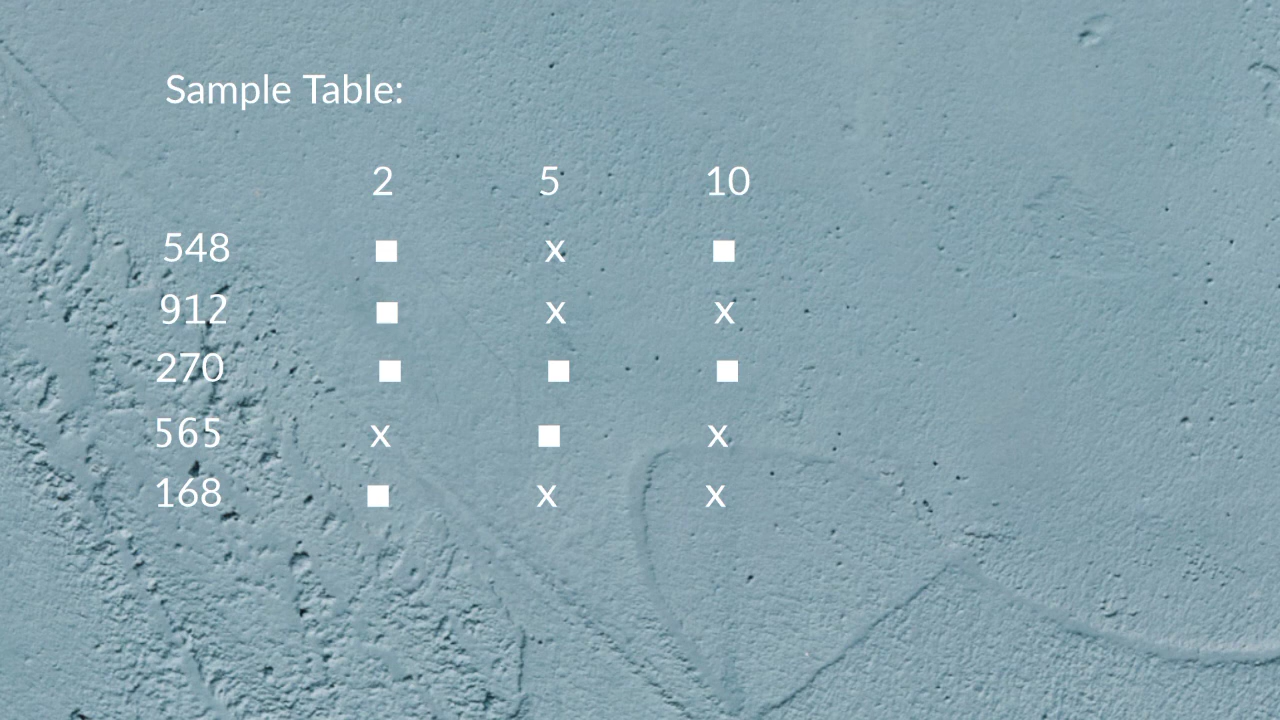 Sample Table:
2 5 10
548 ■ x ■
912 ■ x x
270 ■ ■ ■
565 x ■ x
168 ■ x x